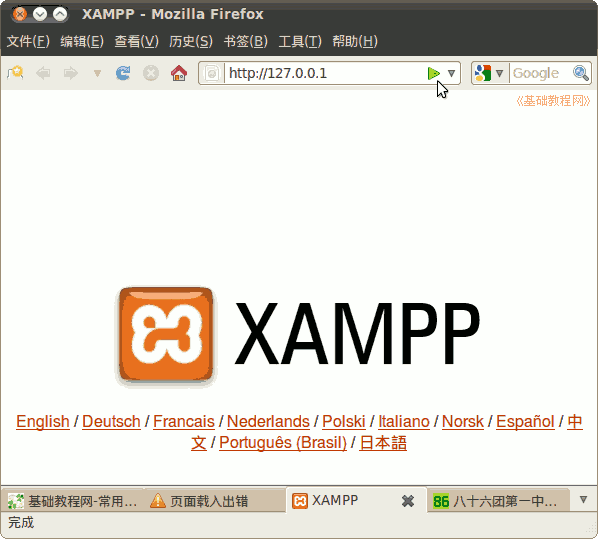 XAMPP - Mozilla Firefox
文件(F) 编辑(E) 查看(V) 历史(S) 书签(B) 工具(T) 帮助(H)
http://127.0.0.1 Google
《基础教程网》
XAMPP
English / Deutsch / Francais / Nederlands / Polski / Italiano / Norsk / Español / 中
文 / Português (Brasil) / 日本語
基础教程网-常用... 页面载入出错 XAMPP 86 八十六团第一中...
完成